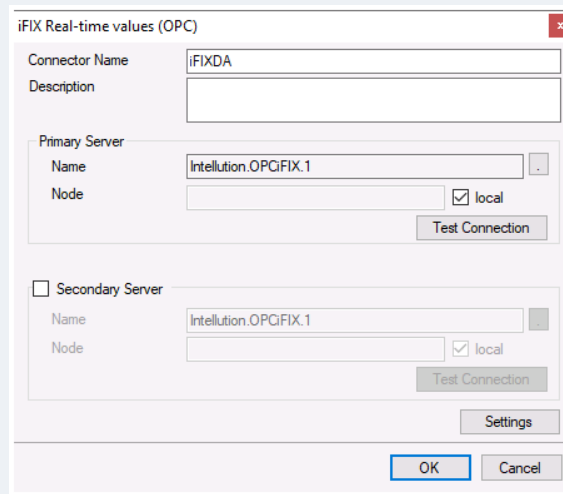 iFIX Real-time values (OPC)
x
Connector Name
iFIXDA
Description
Primary Server
Name
Intellution.OPCiFIX.1
.
Node
local
Test Connection
Secondary Server
Name
Intellution.OPCiFIX.1
.
Node
local
Test Connection
Settings
OK
Cancel